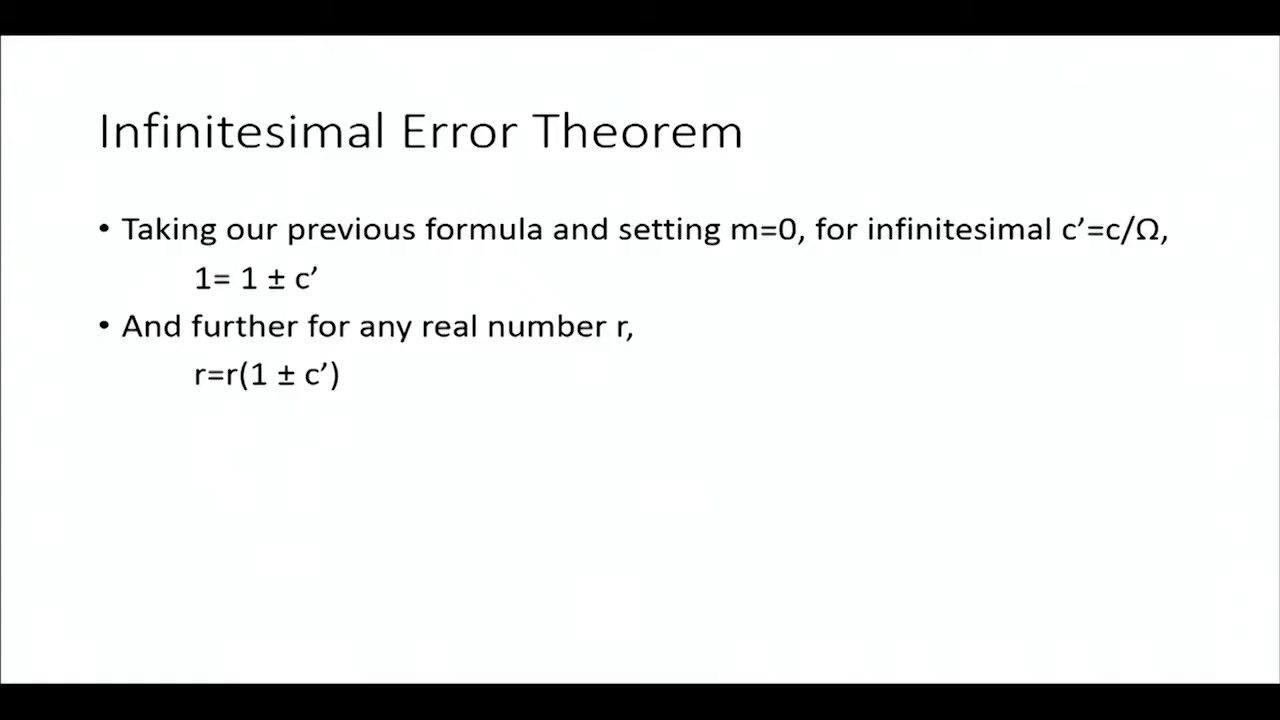 Infinitesimal Error Theorem
• Taking our previous formula and setting m=0, for infinitesimal c’=c/Ω,
1= 1 ± c’
• And further for any real number r,
r=r(1 ± c’)